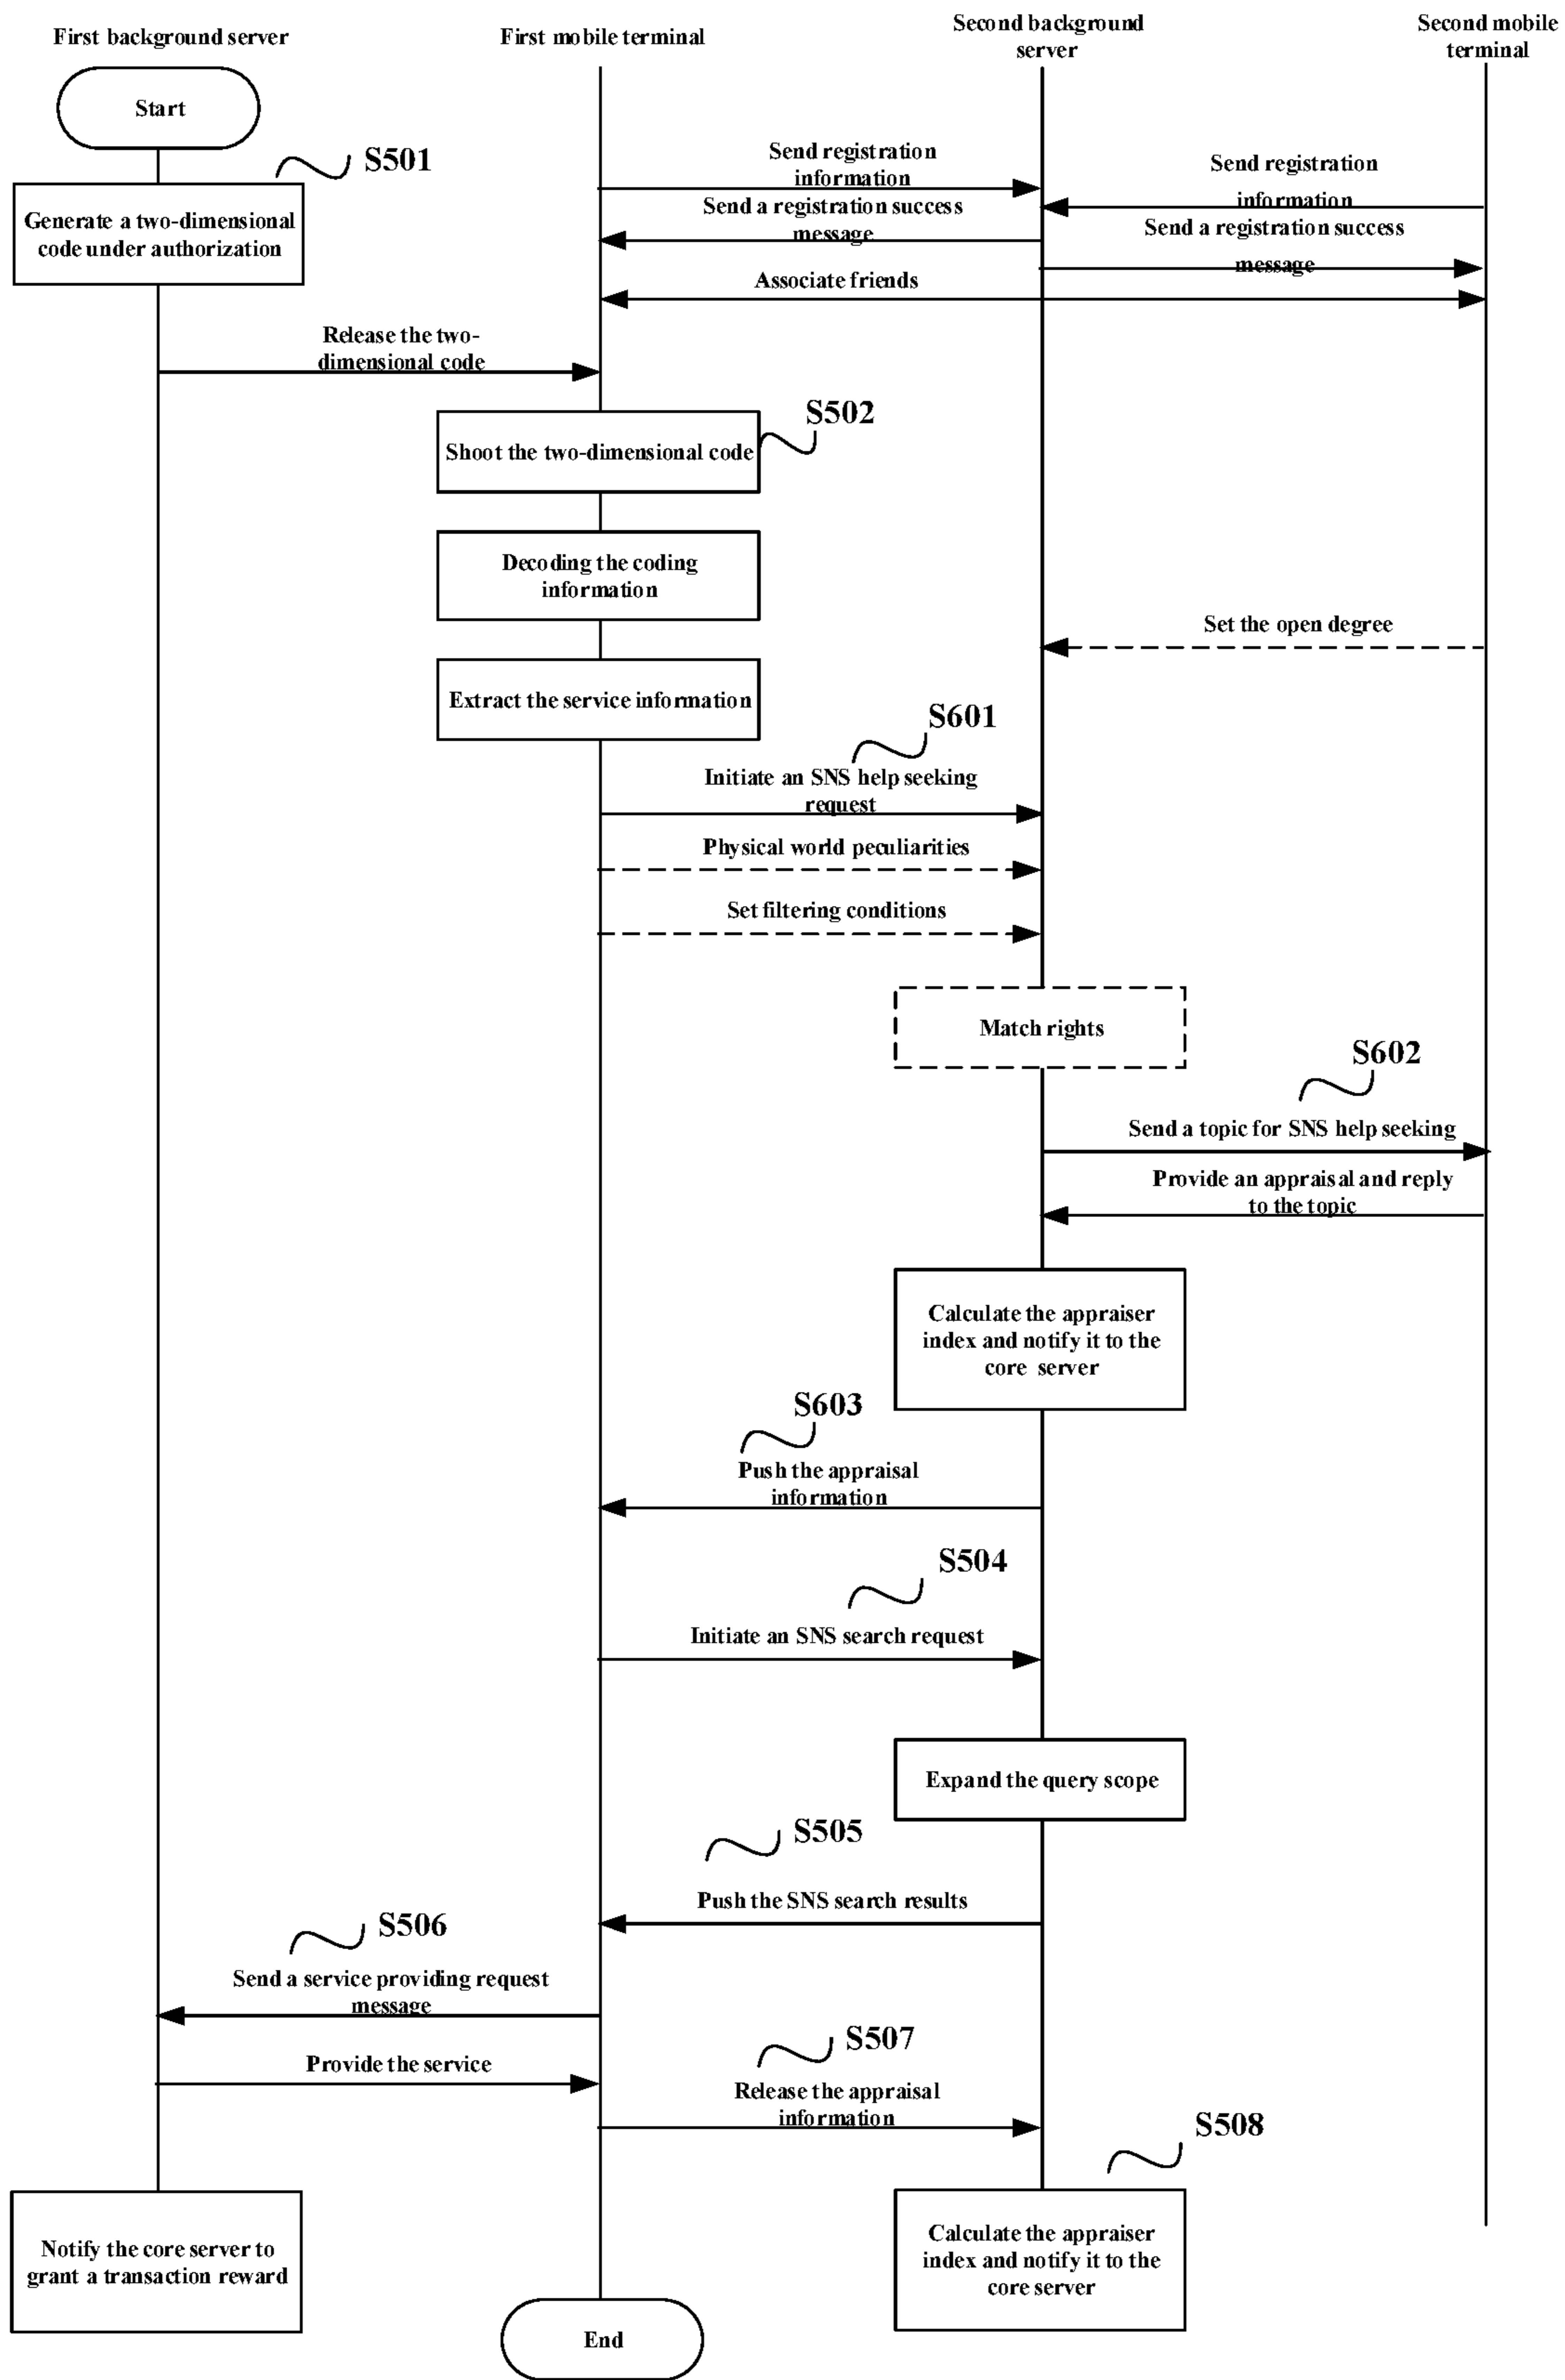 First background server
First mobile terminal
Second background
server
Second mobile
terminal
Start
S501
Generate a two-dimensional
code under authorization
Send registration
information
Send registration
information
Send a registration success
message
Send a registration success
message
Associate friends
Release the two-
dimensional code
S502
Shoot the two-dimensional code
Decoding the coding
information
Set the open degree
Extract the service information
S601
Initiate an SNS help seeking
request
Physical world peculiarities
Set filtering conditions
Match rights
S602
Send a topic for SNS help seeking
Provide an appraisal and reply
to the topic
Calculate the appraiser
index and notify it to the
core server
S603
Push the appraisal
information
S504
Initiate an SNS search request
Expand the query scope
S505
Push the SNS search results
S506
Send a service providing request
message
S507
Provide the service
Release the appraisal
information
S508
Notify the core server to
grant a transaction reward
Calculate the appraiser
index and notify it to the
core server
End